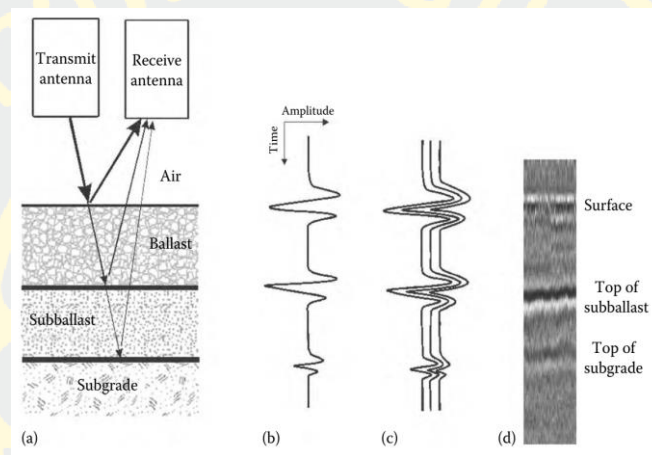 Transmit
antenna
Receive
antenna
Air
Ballast
Subballast
Subgrade
(a)
Amplitude
Time
(b)
(c)
Surface
Top of
subballast
Top of
subgrade
(d)